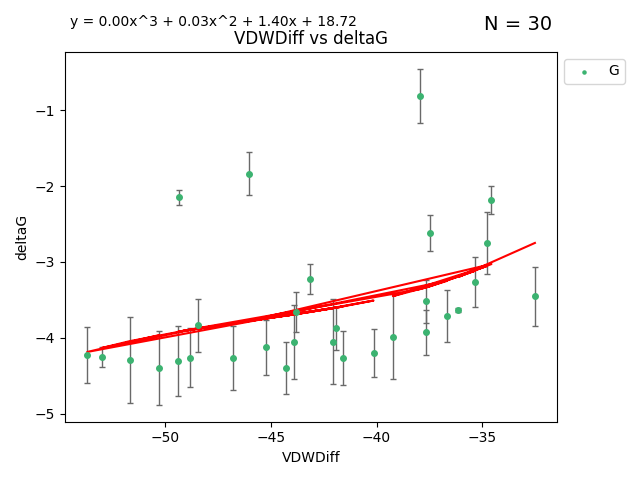 y = 0.00x^3 + 0.03x^2 + 1.40x + 18.72
N = 30
VDWDiff vs deltaG
G
−1
−2
−3
−4
−5
deltaG
−50
−45
−40
−35
VDWDiff